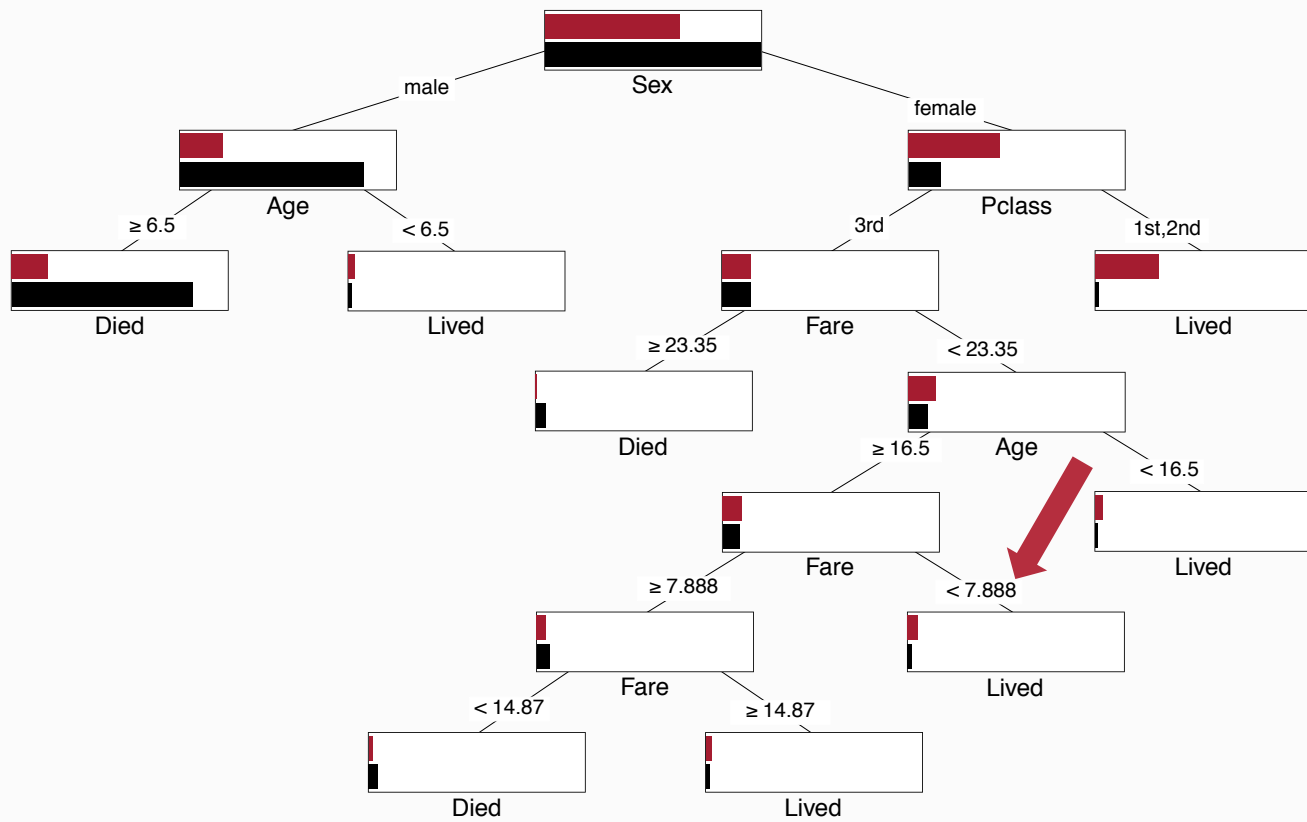 Sex
male
female
Age
Pclass
≥ 6.5
< 6.5
3rd
1st,2nd
Died
Lived
Fare
Lived
≥ 23.35
< 23.35
Died
Age
≥ 16.5
< 16.5
Fare
Lived
≥ 7.888
< 7.888
Fare
Lived
< 14.87
≥ 14.87
Died
Lived